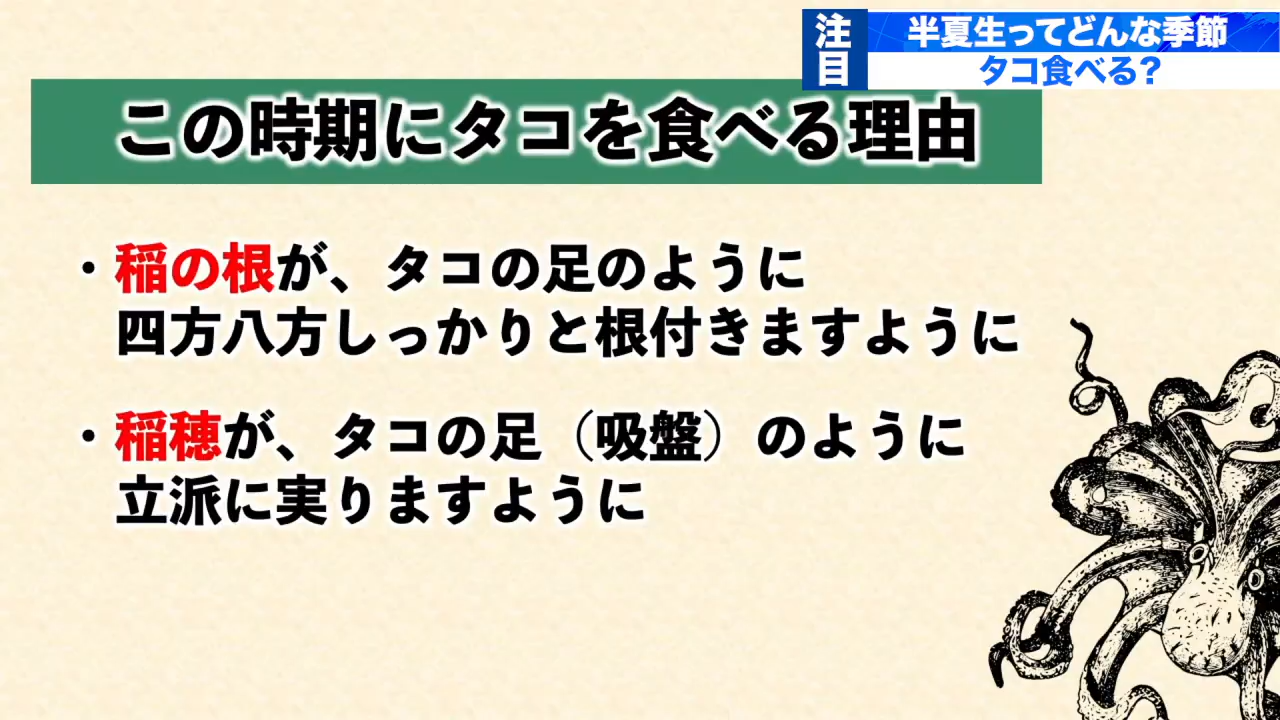 注目
半夏生ってどんな季節
タコ食べる?
この時期にタコを食べる理由
・稲の根が、タコの足のように
四方八方しっかりと根付きますように
・稲穂が、タコの足（吸盤）のように
立派に実りますように